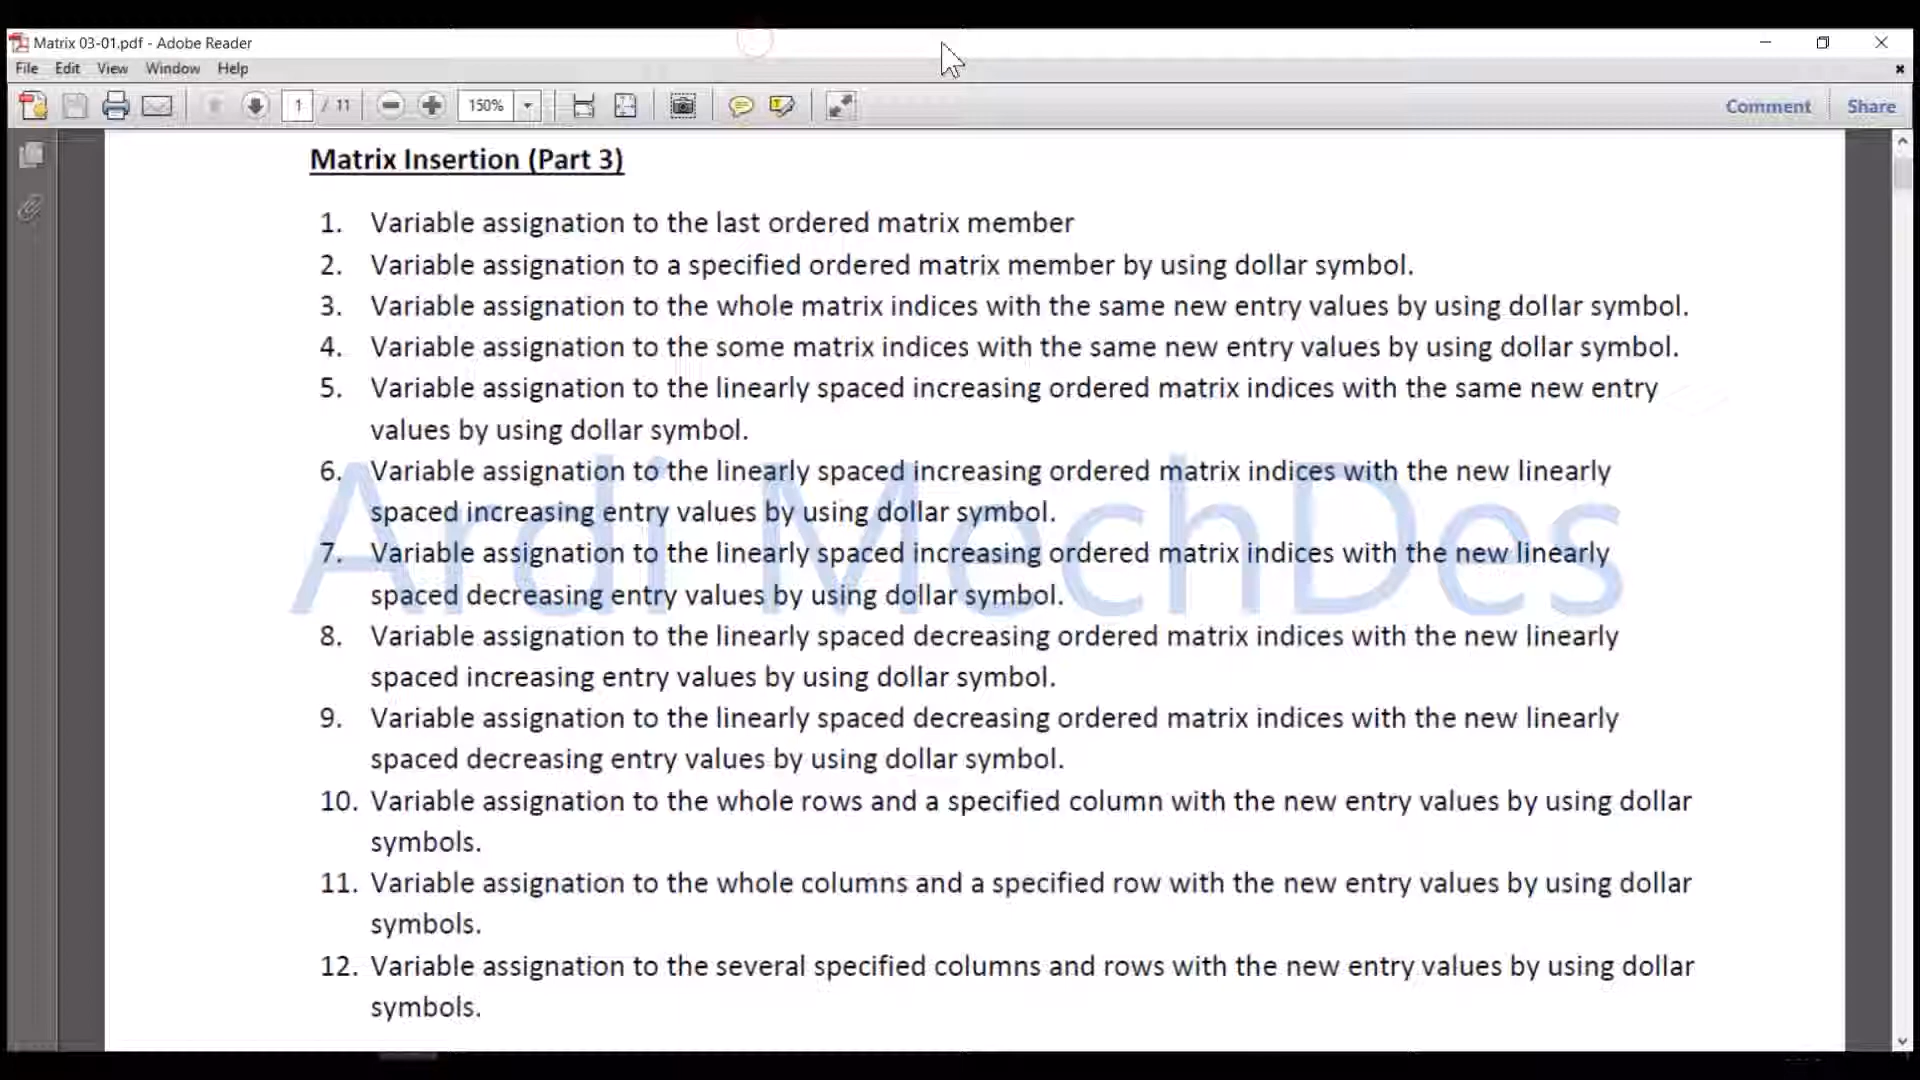 Matrix 03-01.pdf - Adobe Reader
File Edit View Window Help
1 / 11 150% Comment Share
Matrix Insertion (Part 3)
1. Variable assignation to the last ordered matrix member
2. Variable assignation to a specified ordered matrix member by using dollar symbol.
3. Variable assignation to the whole matrix indices with the same new entry values by using dollar symbol.
4. Variable assignation to the some matrix indices with the same new entry values by using dollar symbol.
5. Variable assignation to the linearly spaced increasing ordered matrix indices with the same new entry
values by using dollar symbol.
6. Variable assignation to the linearly spaced increasing ordered matrix indices with the new linearly
spaced increasing entry values by using dollar symbol.
Ardi MechDes
7. Variable assignation to the linearly spaced increasing ordered matrix indices with the new linearly
spaced decreasing entry values by using dollar symbol.
8. Variable assignation to the linearly spaced decreasing ordered matrix indices with the new linearly
spaced increasing entry values by using dollar symbol.
9. Variable assignation to the linearly spaced decreasing ordered matrix indices with the new linearly
spaced decreasing entry values by using dollar symbol.
10. Variable assignation to the whole rows and a specified column with the new entry values by using dollar
symbols.
11. Variable assignation to the whole columns and a specified row with the new entry values by using dollar
symbols.
12. Variable assignation to the several specified columns and rows with the new entry values by using dollar
symbols.